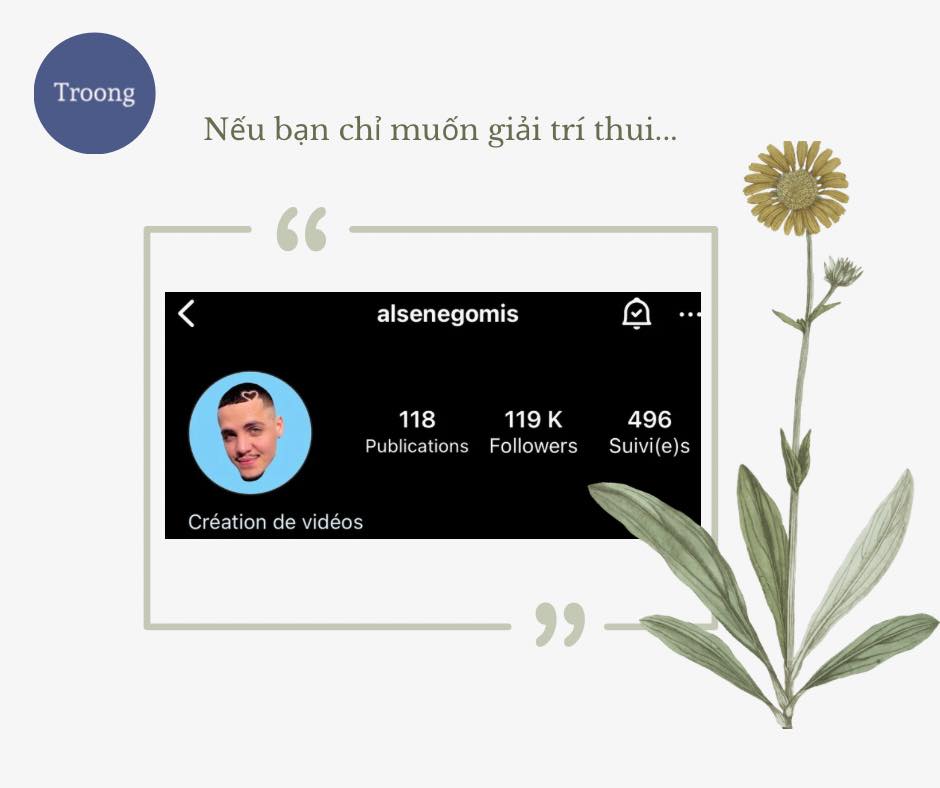 Troong
Nếu bạn chỉ muốn giải trí thui...
alsenegomis
118 119 K 496
Publications Followers Suivi(e)s
Création de vidéos